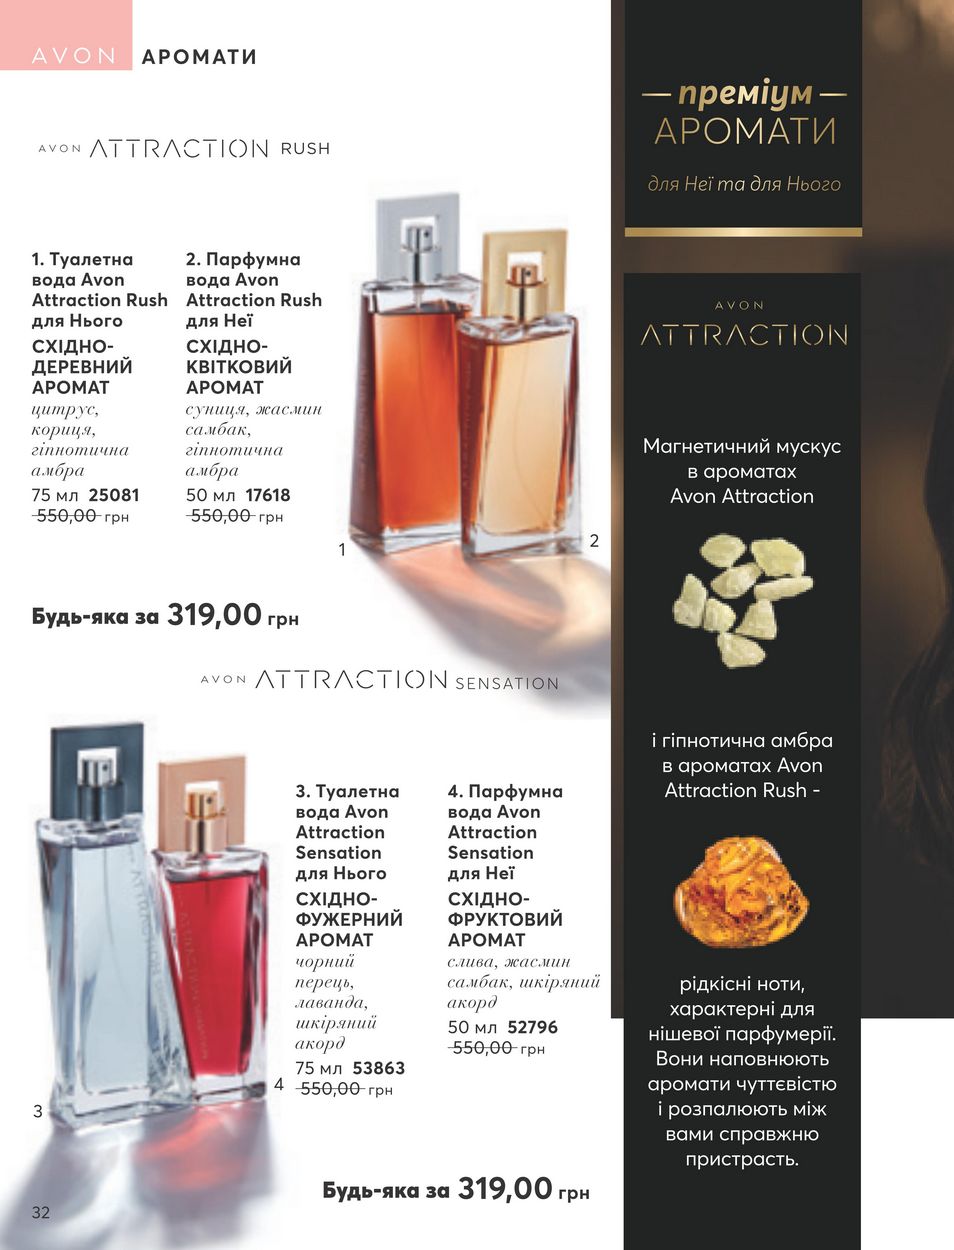 AVON
АРОМАТИ
AVON ATTRACTION RUSH
1. Туалетна
вода Avon
Attraction Rush
для Нього
СХІДНО-
ДЕРЕВНИЙ
АРОМАТ
цитрус,
кориця,
гіпнотична
амбра
75 мл 25081
550,00 грн
2. Парфумна
вода Avon
Attraction Rush
для Неї
СХІДНО-
КВІТКОВИЙ
АРОМАТ
суниця, жасмин
самбак,
гіпнотична
амбра
50 мл 17618
550,00 грн
1
2
Будь-яка за 319,00 грн
AVON ATTRACTION SENSATION
3. Туалетна
вода Avon
Attraction
Sensation
для Нього
СХІДНО-
ФУЖЕРНИЙ
АРОМАТ
чорний
перець,
лаванда,
шкіряний
акорд
75 мл 53863
550,00 грн
4. Парфумна
вода Avon
Attraction
Sensation
для Неї
СХІДНО-
ФРУКТОВИЙ
АРОМАТ
слива, жасмин
самбак, шкіряний
акорд
50 мл 52796
550,00 грн
3
4
Будь-яка за 319,00 грн
32
преміум
АРОМАТИ
для Неї та для Нього
AVON
ATTRACTION
Магнетичний мускус
в ароматах
Avon Attraction
і гіпнотична амбра
в ароматах Avon
Attraction Rush -
рідкісні ноти,
характерні для
нішевої парфумерії.
Вони наповнюють
аромати чуттєвістю
і розпалюють між
вами справжню
пристрасть.